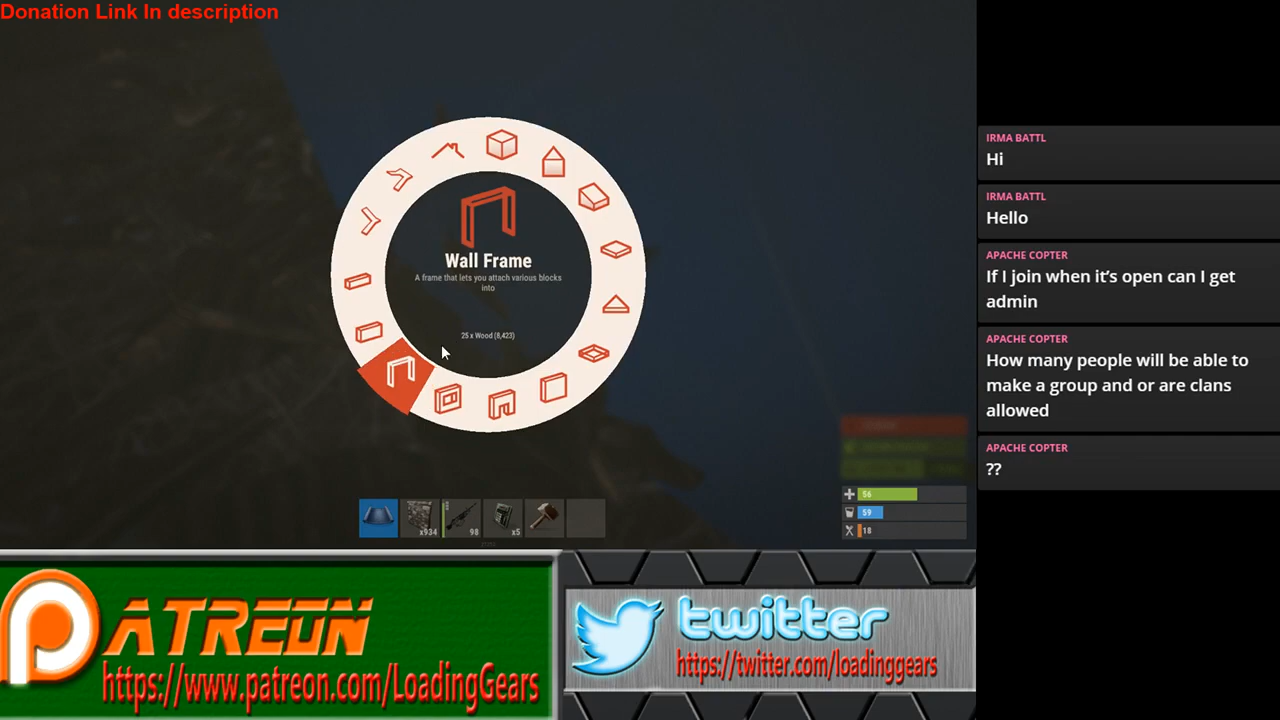 Donation Link In description
Wall Frame
A frame that lets you attach various blocks
into
25 x Wood (8,423)
x934
98
x5
56
59
18
IRMA BATTL
Hi
IRMA BATTL
Hello
APACHE COPTER
If I join when it’s open can I get
admin
APACHE COPTER
How many people will be able to
make a group and or are clans
allowed
APACHE COPTER
??
PATREON
https://www.patreon.com/LoadingGears
twitter
https://twitter.com/loadinggears